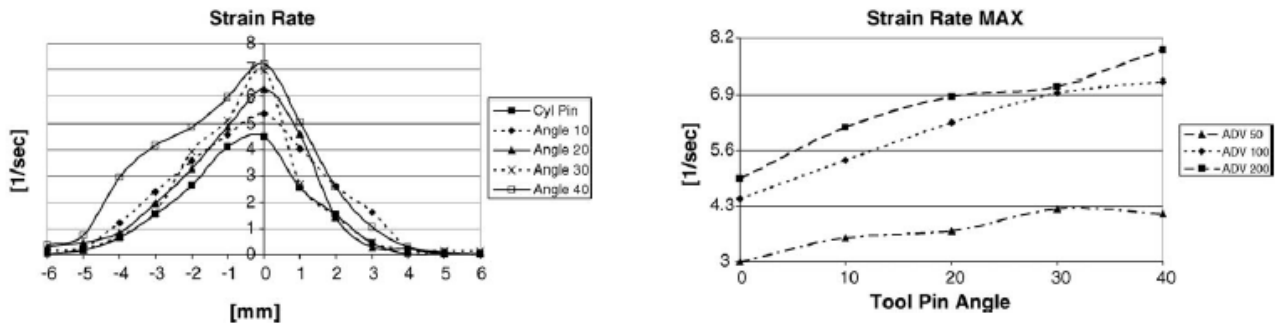 Strain Rate
8
7
6
5
4
3
2
1
0
[1/sec]
-6 -5 -4 -3 -2 -1 0 1 2 3 4 5 6
[mm]
Cyl Pin
Angle 10
Angle 20
Angle 30
Angle 40
Strain Rate MAX
8.2
6.9
5.6
4.3
3
[1/sec]
0 10 20 30 40
Tool Pin Angle
ADV 50
ADV 100
ADV 200